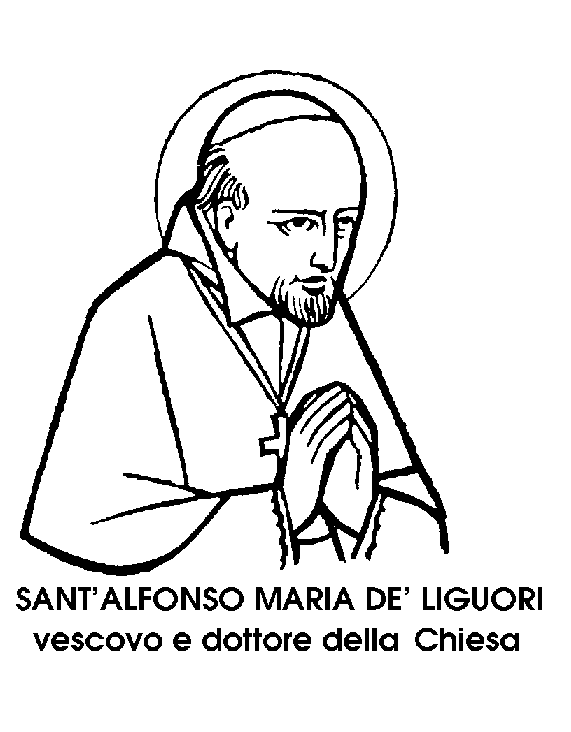 SANT'ALFONSO MARIA DE' LIGUORI
vescovo e dottore della Chiesa